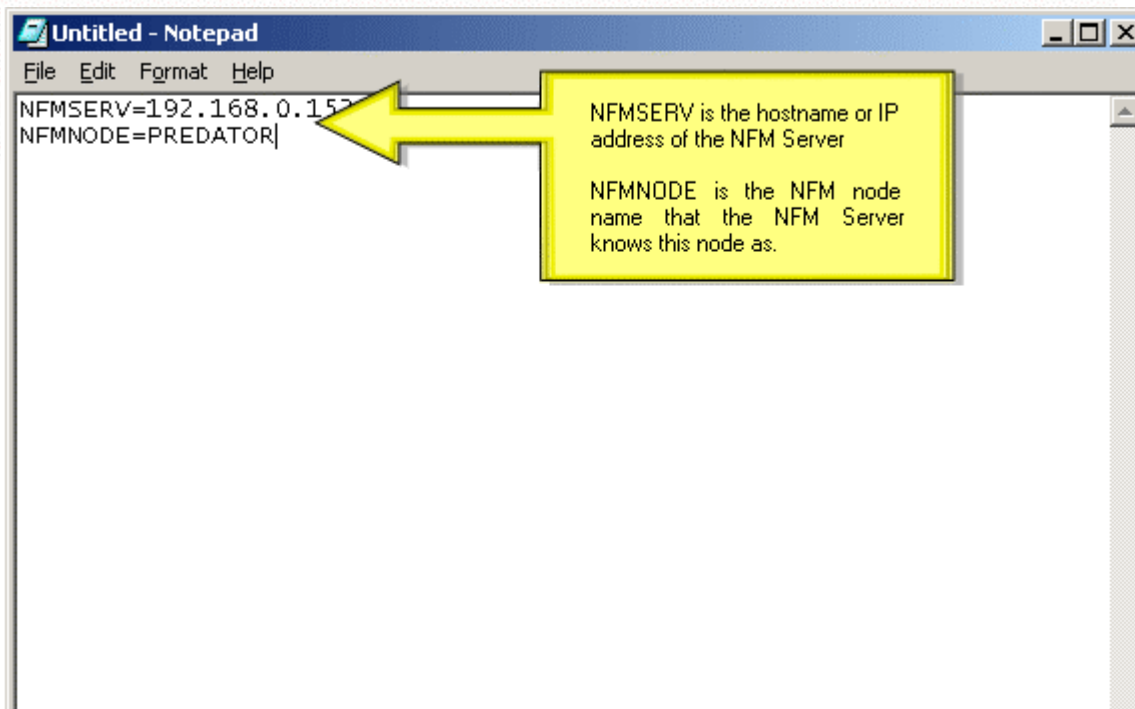 Untitled - Notepad
File Edit Format Help
NFMSERV=192.168.0.152
NFMNODE=PREDATOR
NFMSERV is the hostname or IP
address of the NFM Server
NFMNODE is the NFM node
name that the NFM Server
knows this node as.